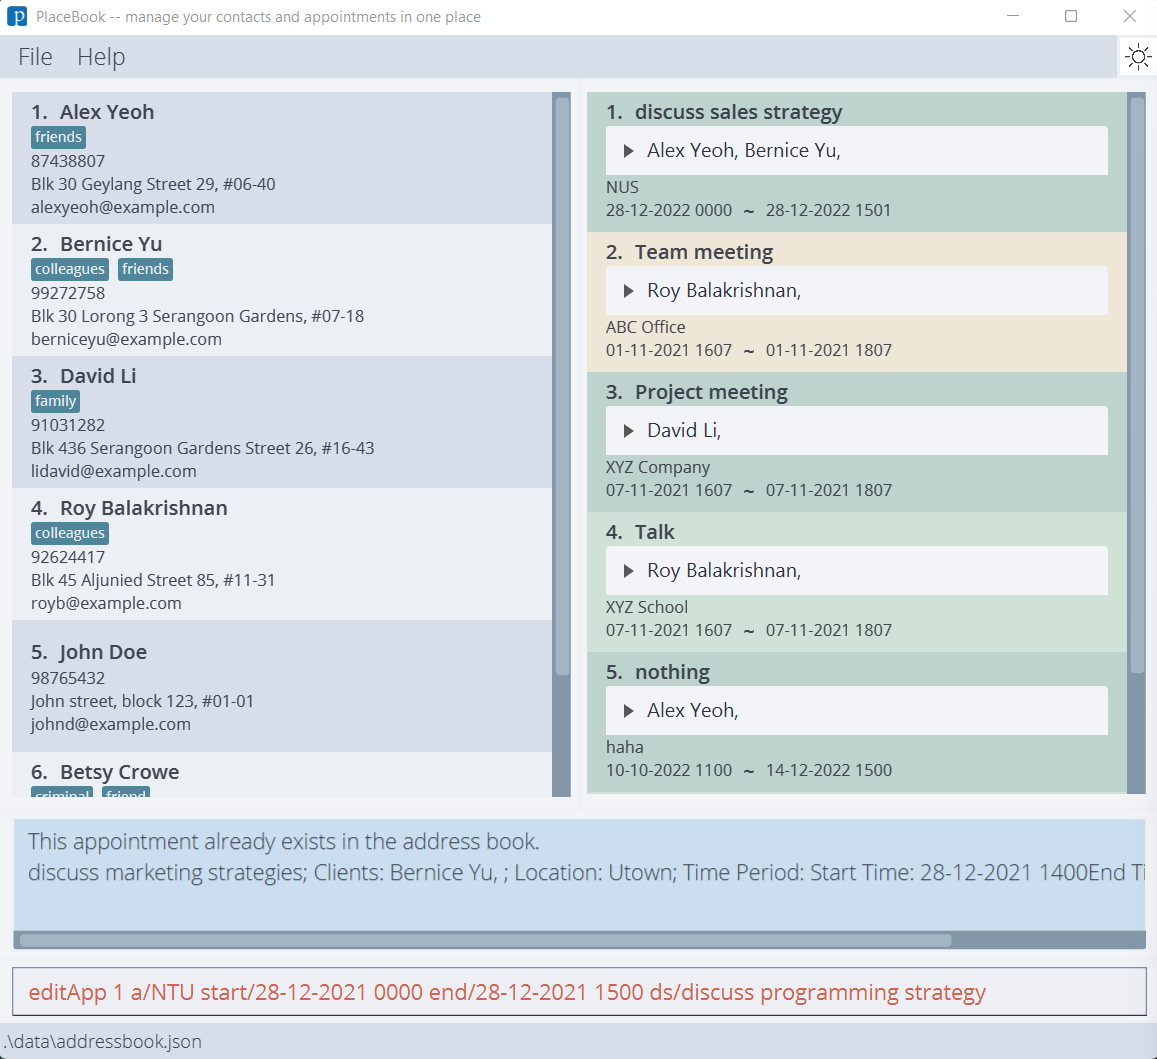 PlaceBook -- manage your contacts and appointments in one place
File Help
1. Alex Yeoh
friends
87438807
Blk 30 Geylang Street 29, #06-40
alexyeoh@example.com
2. Bernice Yu
colleagues friends
99272758
Blk 30 Lorong 3 Serangoon Gardens, #07-18
berniceyu@example.com
3. David Li
family
91031282
Blk 436 Serangoon Gardens Street 26, #16-43
lidavid@example.com
4. Roy Balakrishnan
colleagues
92624417
Blk 45 Aljunied Street 85, #11-31
royb@example.com
5. John Doe
98765432
John street, block 123, #01-01
johnd@example.com
6. Betsy Crowe
criminal friend
1. discuss sales strategy
Alex Yeoh, Bernice Yu,
NUS
28-12-2022 0000 ~ 28-12-2022 1501
2. Team meeting
Roy Balakrishnan,
ABC Office
01-11-2021 1607 ~ 01-11-2021 1807
3. Project meeting
David Li,
XYZ Company
07-11-2021 1607 ~ 07-11-2021 1807
4. Talk
Roy Balakrishnan,
XYZ School
07-11-2021 1607 ~ 07-11-2021 1807
5. nothing
Alex Yeoh,
haha
10-10-2022 1100 ~ 14-12-2022 1500
This appointment already exists in the address book.
discuss marketing strategies; Clients: Bernice Yu, ; Location: Utown; Time Period: Start Time: 28-12-2021 1400End Ti
editApp 1 a/NTU start/28-12-2021 0000 end/28-12-2021 1500 ds/discuss programming strategy
.\data\addressbook.json